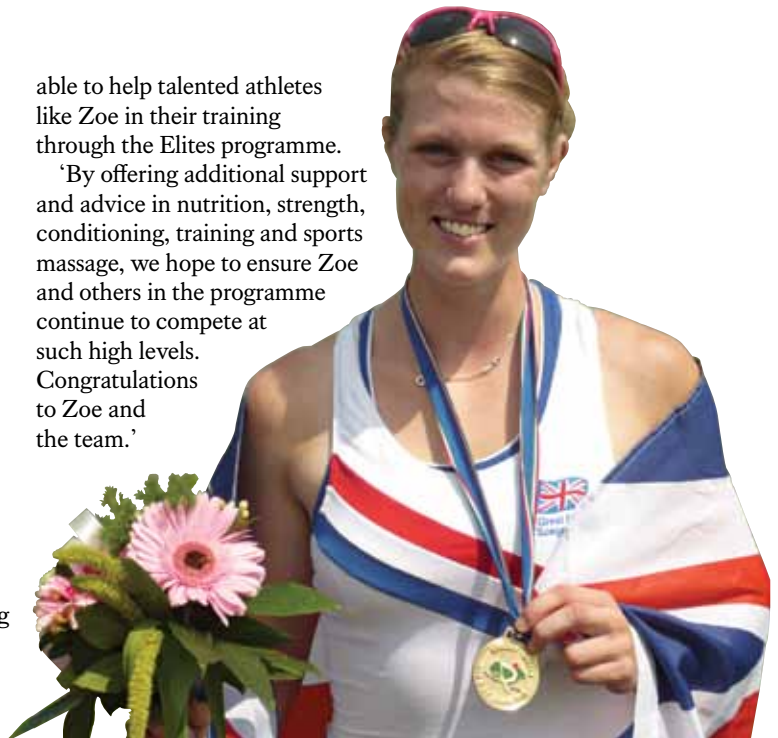 able to help talented athletes
like Zoe in their training
through the Elites programme.
‘By offering additional support
and advice in nutrition, strength,
conditioning, training and sports
massage, we hope to ensure Zoe
and others in the programme
continue to compete at
such high levels.
Congratulations
to Zoe and
the team.’
g
Great